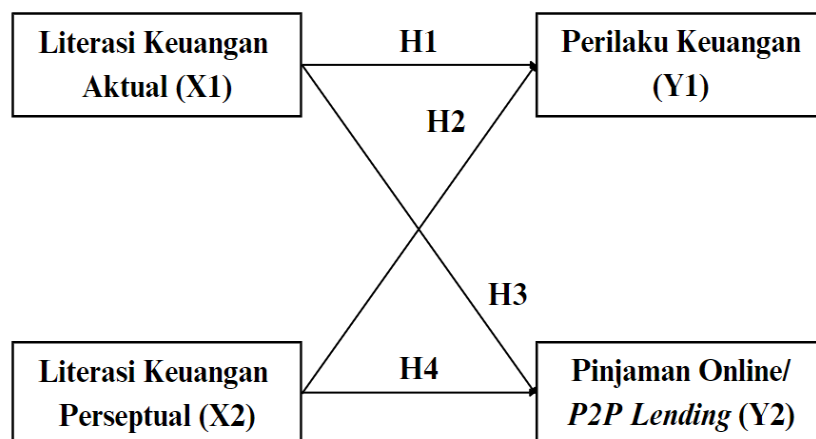 Literasi Keuangan
Aktual (X1)
H1
Perilaku Keuangan
(Y1)
H2
H3
Literasi Keuangan
Perseptual (X2)
H4
Pinjaman Online/
P2P Lending (Y2)